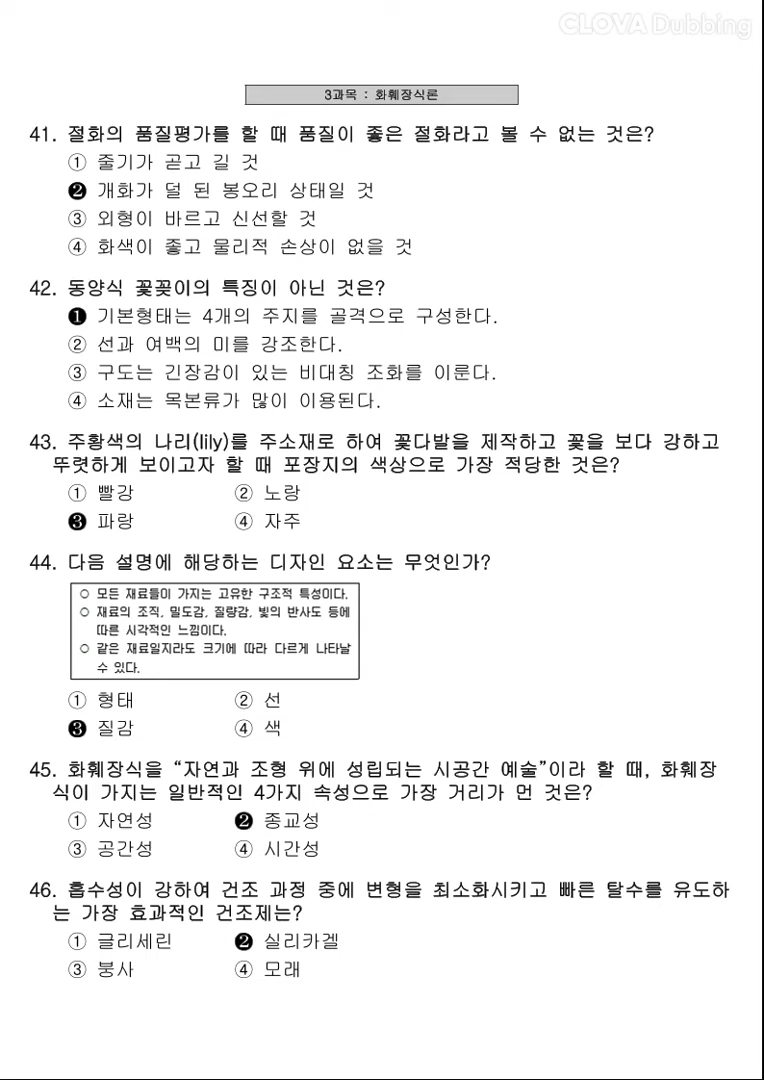 CLOVA Dubbing
3과목 : 화훼장식론
41. 절화의 품질평가를 할 때 품질이 좋은 절화라고 볼 수 없는 것은?
① 줄기가 곧고 길 것
❷ 개화가 덜 된 봉오리 상태일 것
③ 외형이 바르고 신선할 것
④ 화색이 좋고 물리적 손상이 없을 것
42. 동양식 꽃꽂이의 특징이 아닌 것은?
❶ 기본형태는 4개의 주지를 골격으로 구성한다.
② 선과 여백의 미를 강조한다.
③ 구도는 긴장감이 있는 비대칭 조화를 이룬다.
④ 소재는 목본류가 많이 이용된다.
43. 주황색의 나리(lily)를 주소재로 하여 꽃다발을 제작하고 꽃을 보다 강하고
뚜렷하게 보이고자 할 때 포장지의 색상으로 가장 적당한 것은?
① 빨강 ② 노랑
❸ 파랑 ④ 자주
44. 다음 설명에 해당하는 디자인 요소는 무엇인가?
○ 모든 재료들이 가지는 고유한 구조적 특성이다.
○ 재료의 조직, 밀도감, 질량감, 빛의 반사도 등에
따른 시각적인 느낌이다.
○ 같은 재료일지라도 크기에 따라 다르게 나타날
수 있다.
① 형태 ② 선
❸ 질감 ④ 색
45. 화훼장식을 “자연과 조형 위에 성립되는 시공간 예술”이라 할 때, 화훼장
식이 가지는 일반적인 4가지 속성으로 가장 거리가 먼 것은?
① 자연성 ❷ 종교성
③ 공간성 ④ 시간성
46. 흡수성이 강하여 건조 과정 중에 변형을 최소화시키고 빠른 탈수를 유도하
는 가장 효과적인 건조제는?
① 글리세린 ❷ 실리카겔
③ 붕사 ④ 모래